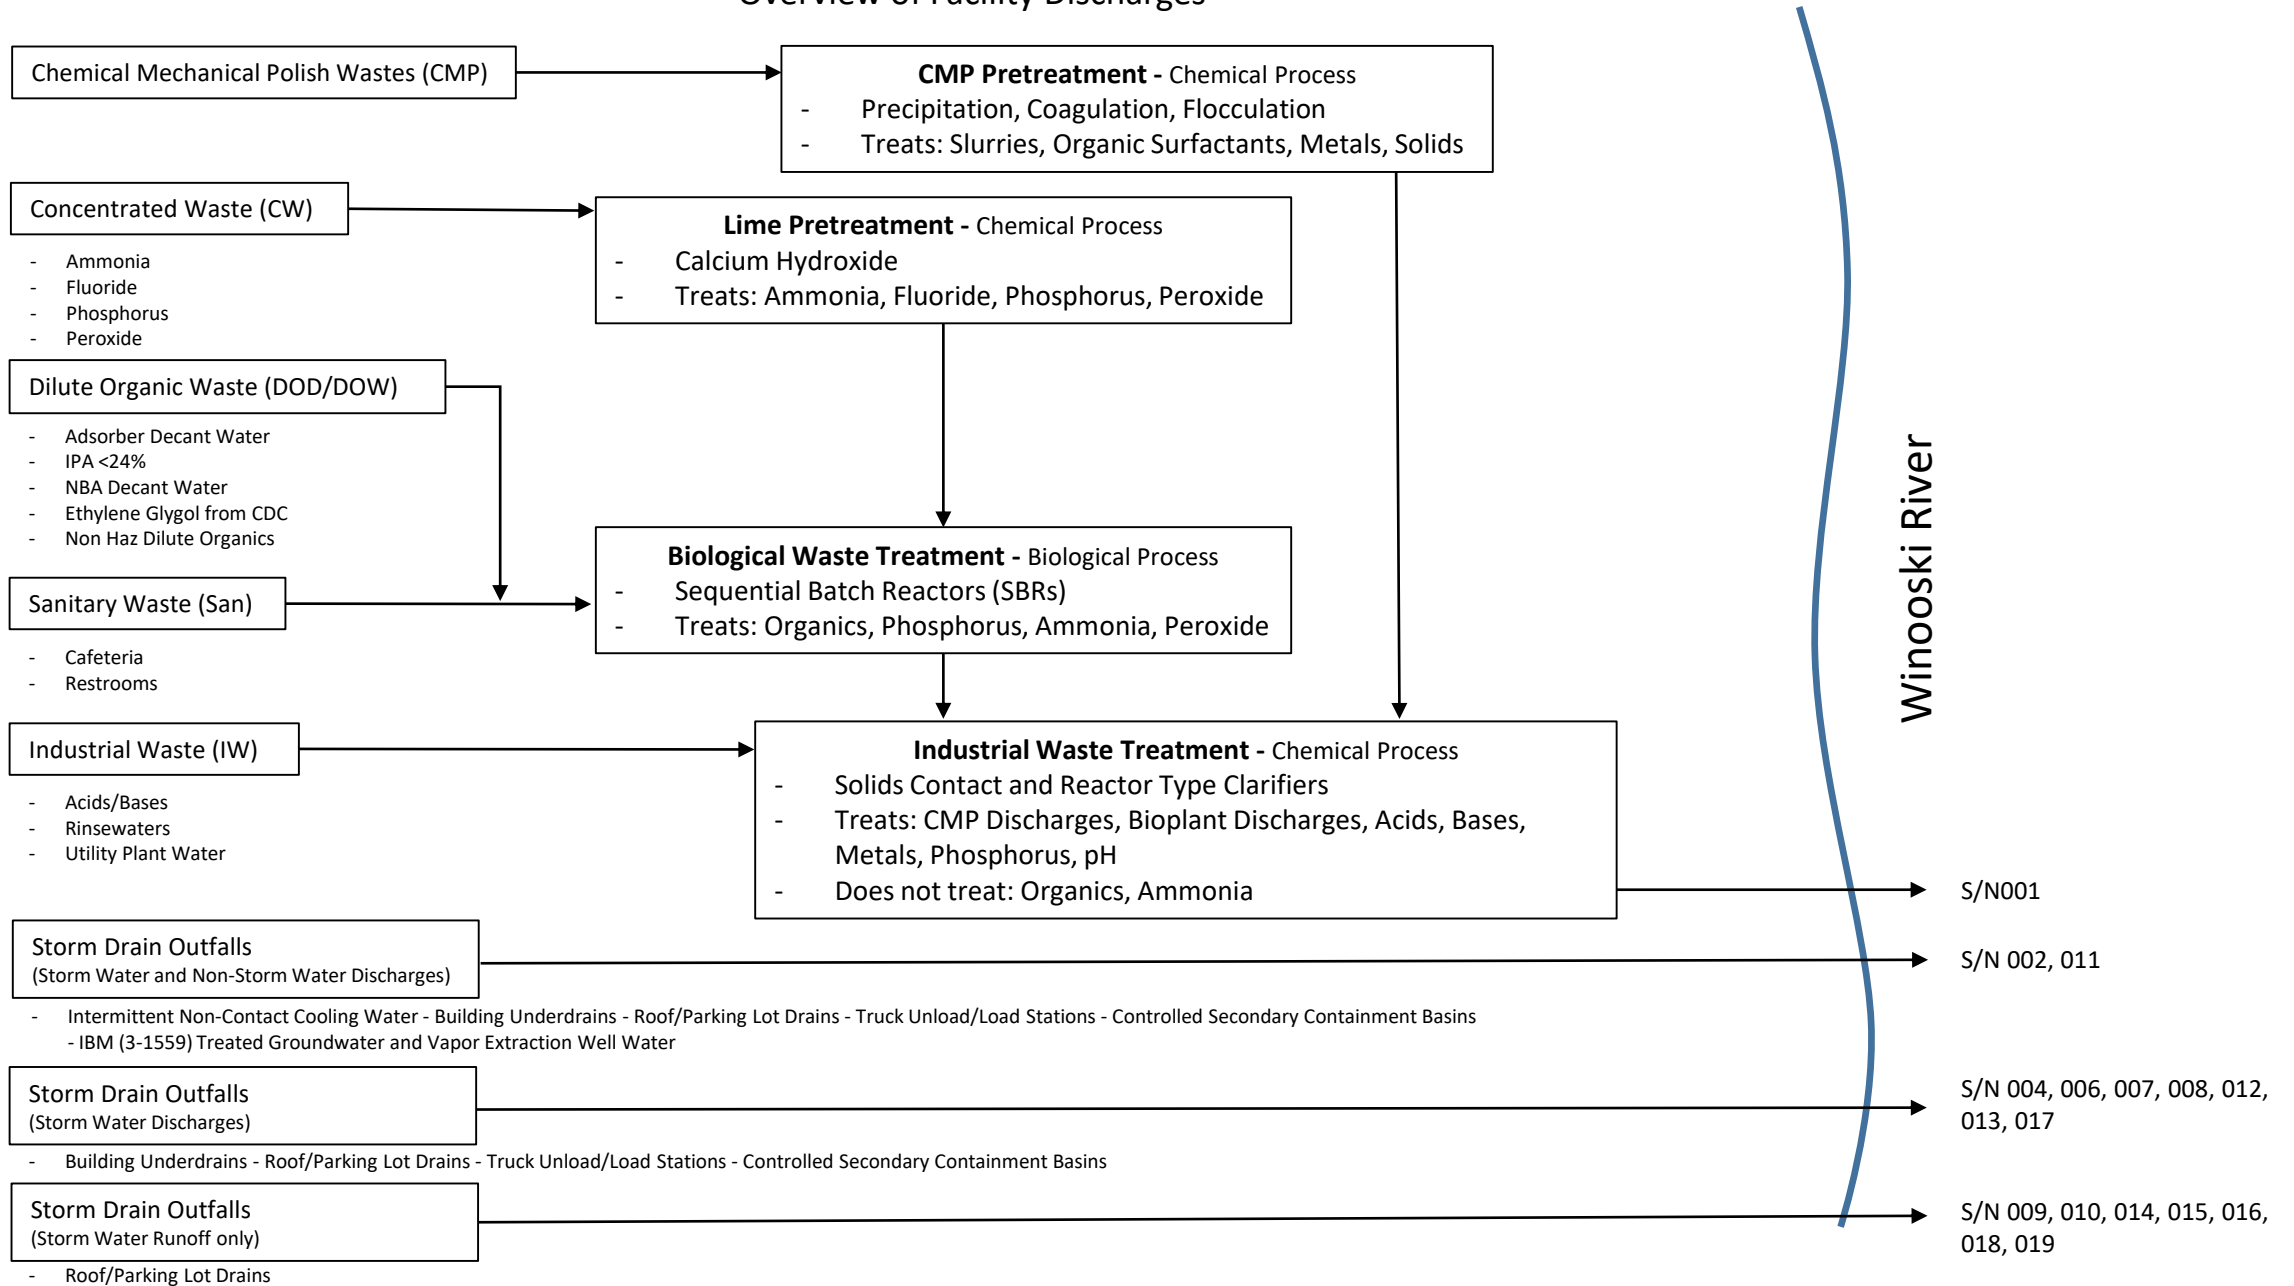 Overview of Facility Discharges
Chemical Mechanical Polish Wastes (CMP)
CMP Pretreatment - Chemical Process
- Precipitation, Coagulation, Flocculation
- Treats: Slurries, Organic Surfactants, Metals, Solids
Concentrated Waste (CW)
- Ammonia
- Fluoride
- Phosphorus
- Peroxide
Lime Pretreatment - Chemical Process
- Calcium Hydroxide
- Treats: Ammonia, Fluoride, Phosphorus, Peroxide
Dilute Organic Waste (DOD/DOW)
- Adsorber Decant Water
- IPA <24%
- NBA Decant Water
- Ethylene Glygol from CDC
- Non Haz Dilute Organics
Biological Waste Treatment - Biological Process
- Sequential Batch Reactors (SBRs)
- Treats: Organics, Phosphorus, Ammonia, Peroxide
Sanitary Waste (San)
- Cafeteria
- Restrooms
Winooski River
Industrial Waste (IW)
- Acids/Bases
- Rinsewaters
- Utility Plant Water
Industrial Waste Treatment - Chemical Process
- Solids Contact and Reactor Type Clarifiers
- Treats: CMP Discharges, Bioplant Discharges, Acids, Bases,
Metals, Phosphorus, pH
- Does not treat: Organics, Ammonia
S/N001
Storm Drain Outfalls
(Storm Water and Non-Storm Water Discharges)
S/N 002, 011
- Intermittent Non-Contact Cooling Water - Building Underdrains - Roof/Parking Lot Drains - Truck Unload/Load Stations - Controlled Secondary Containment Basins
- IBM (3-1559) Treated Groundwater and Vapor Extraction Well Water
Storm Drain Outfalls
(Storm Water Discharges)
S/N 004, 006, 007, 008, 012,
013, 017
- Building Underdrains - Roof/Parking Lot Drains - Truck Unload/Load Stations - Controlled Secondary Containment Basins
Storm Drain Outfalls
(Storm Water Runoff only)
S/N 009, 010, 014, 015, 016,
018, 019
- Roof/Parking Lot Drains